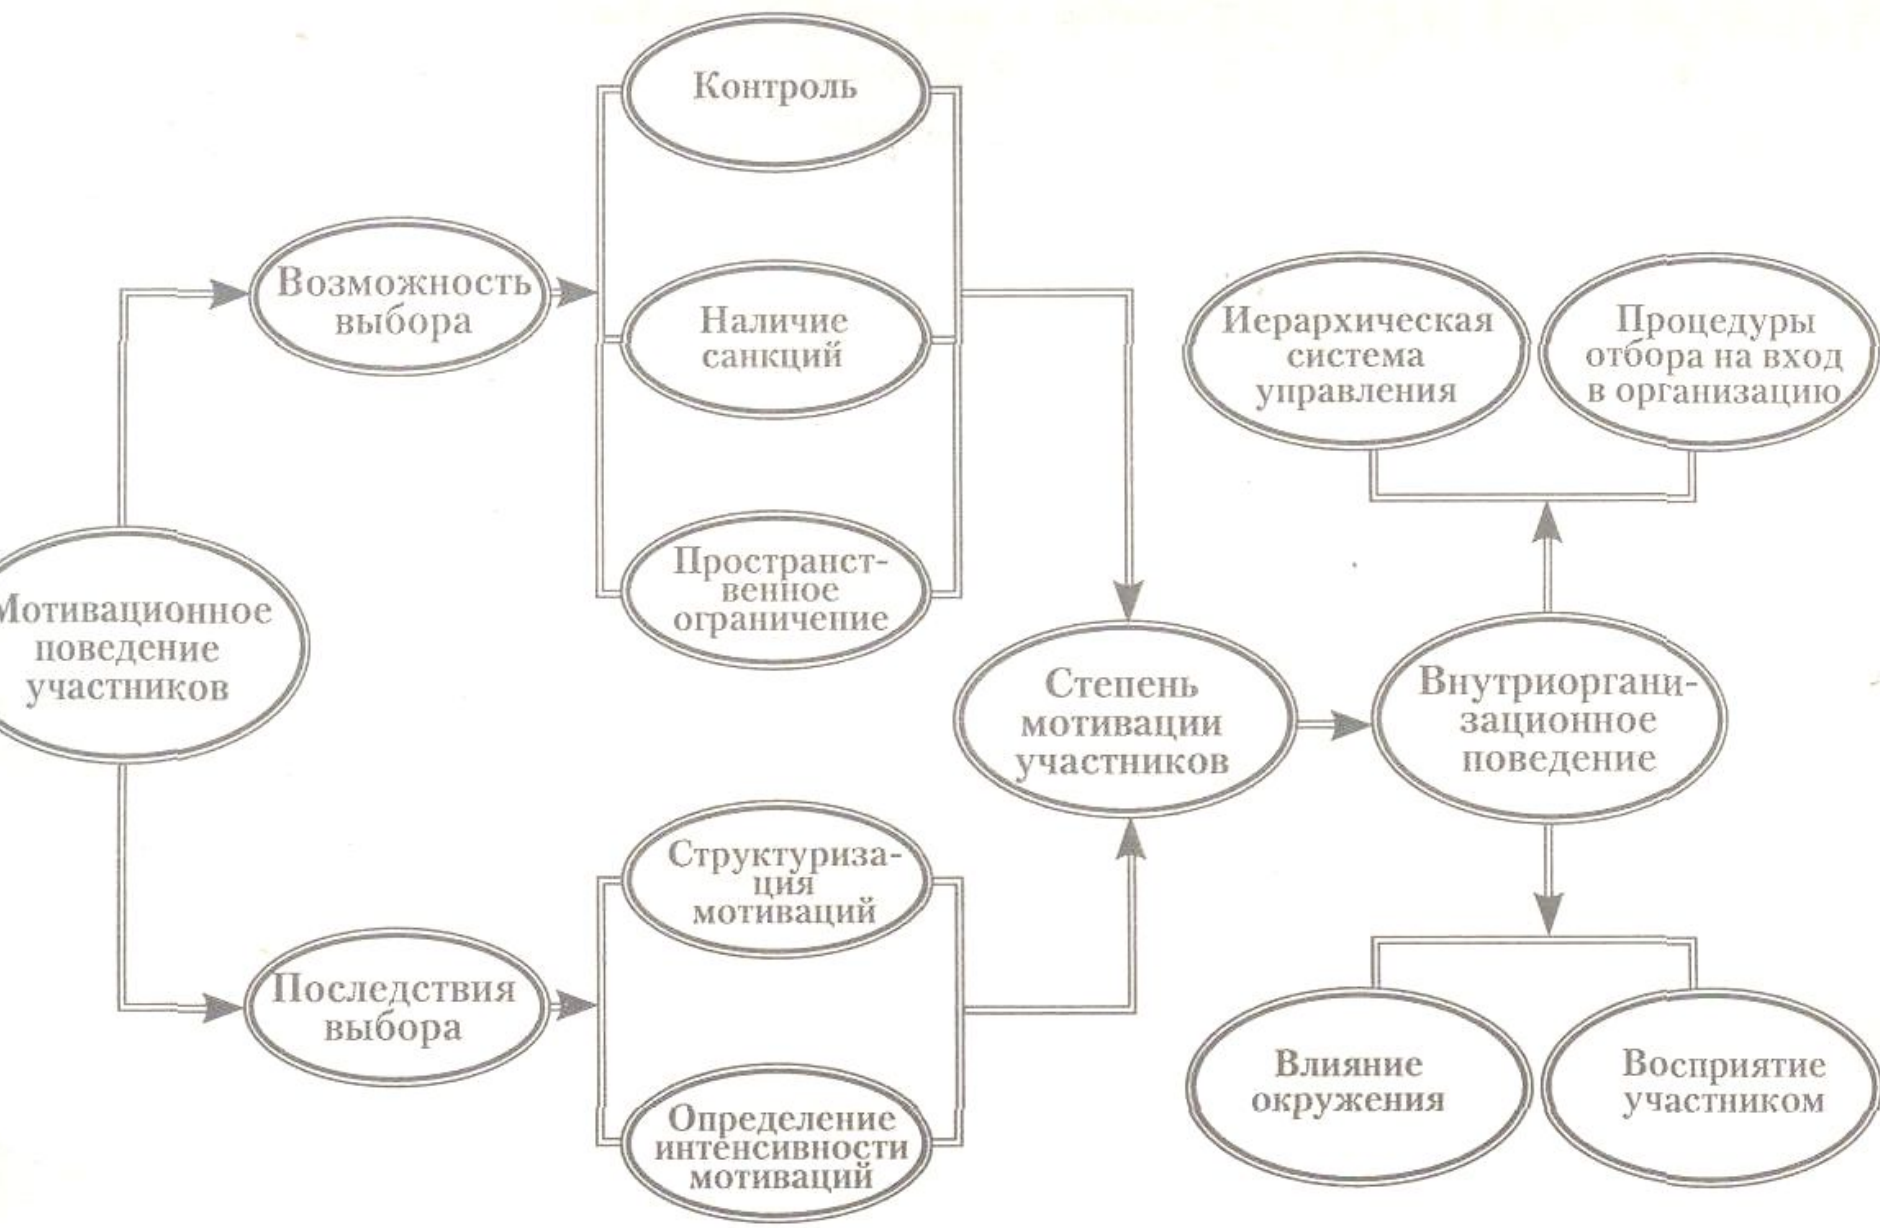 Контроль
Возможность
выбора
Наличие
санкций
Пространст-
венное
ограничение
Мотивационное
поведение
участников
Последствия
выбора
Структуриза-
ция
мотиваций
Определение
интенсивности
мотиваций
Степень
мотивации
участников
Внутриоргани-
зационное
поведение
Иерархическая
система
управления
Процедуры
отбора на вход
в организацию
Влияние
окружения
Восприятие
участником